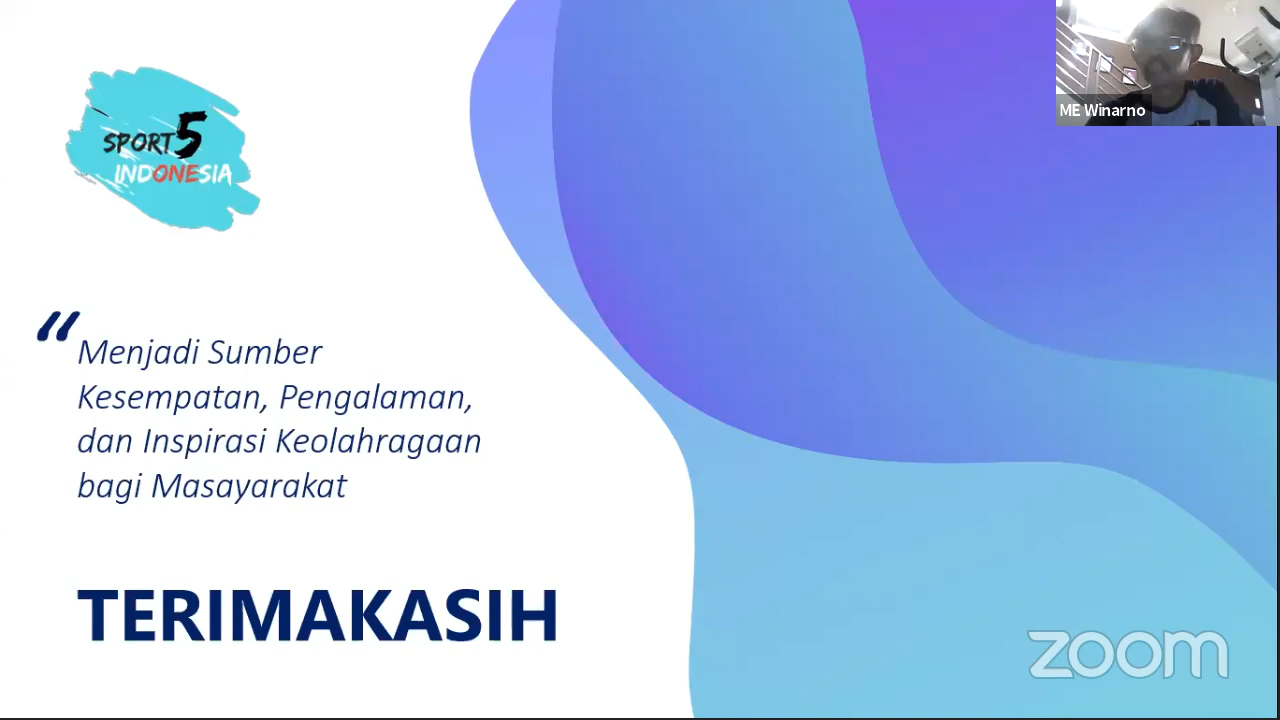 ME Winarno
SPORT5
INDONESIA
“
Menjadi Sumber
Kesempatan, Pengalaman,
dan Inspirasi Keolahragaan
bagi Masayarakat
TERIMAKASIH
zoom